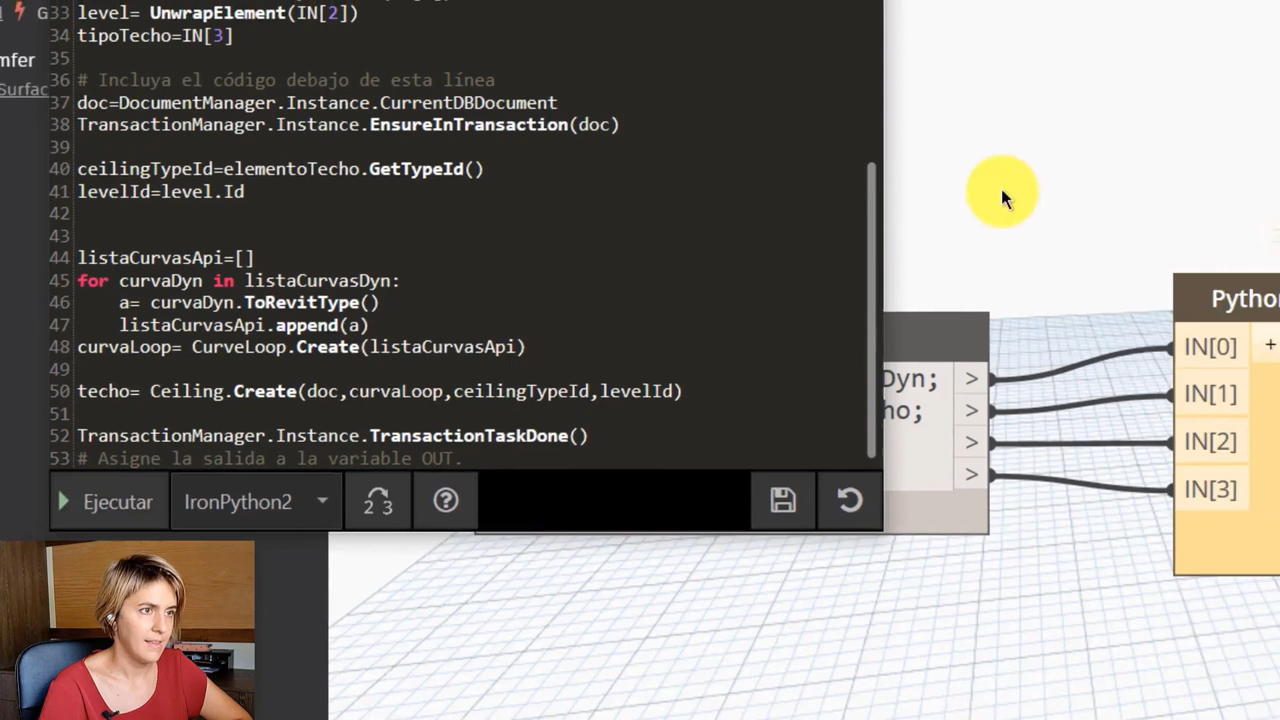 G
33 level= UnwrapElement(IN[2])
34 tipoTecho=IN[3]
mfer
35
36 # Incluya el código debajo de esta línea
Surfac
37 doc=DocumentManager.Instance.CurrentDBDocument
38 TransactionManager.Instance.EnsureInTransaction(doc)
39
40 ceilingTypeId=elementoTecho.GetTypeId()
41 levelId=level.Id
42
43
44 listaCurvasApi=[]
45 for curvaDyn in listaCurvasDyn:
46 a= curvaDyn.ToRevitType()
47 listaCurvasApi.append(a)
48 curvaLoop= CurveLoop.Create(listaCurvasApi)
49
50 techo= Ceiling.Create(doc,curvaLoop,ceilingTypeId,levelId)
51
52 TransactionManager.Instance.TransactionTaskDone()
53 # Asigne la salida a la variable OUT.
Ejecutar IronPython2 2 3 ?
Dyn; >
ho; >
>
>
Pytho
IN[0] +
IN[1]
IN[2]
IN[3]